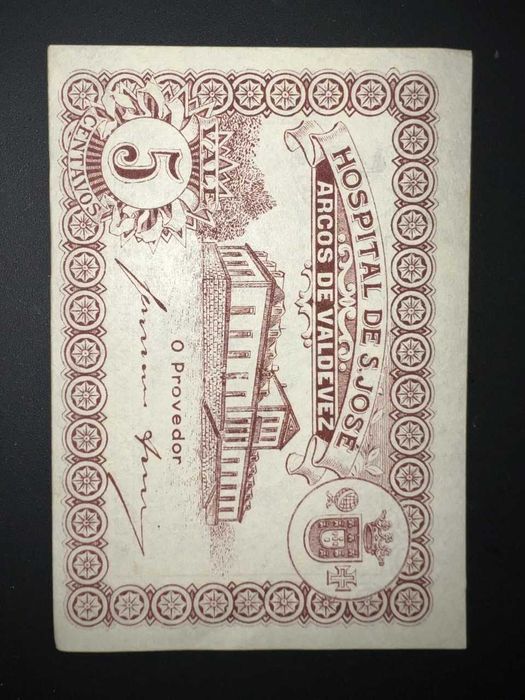 HOSPITAL DE S. JOSÉ
ARCOS DE VALDEVEZ
VALE
5
CENTAVOS
O Provedor